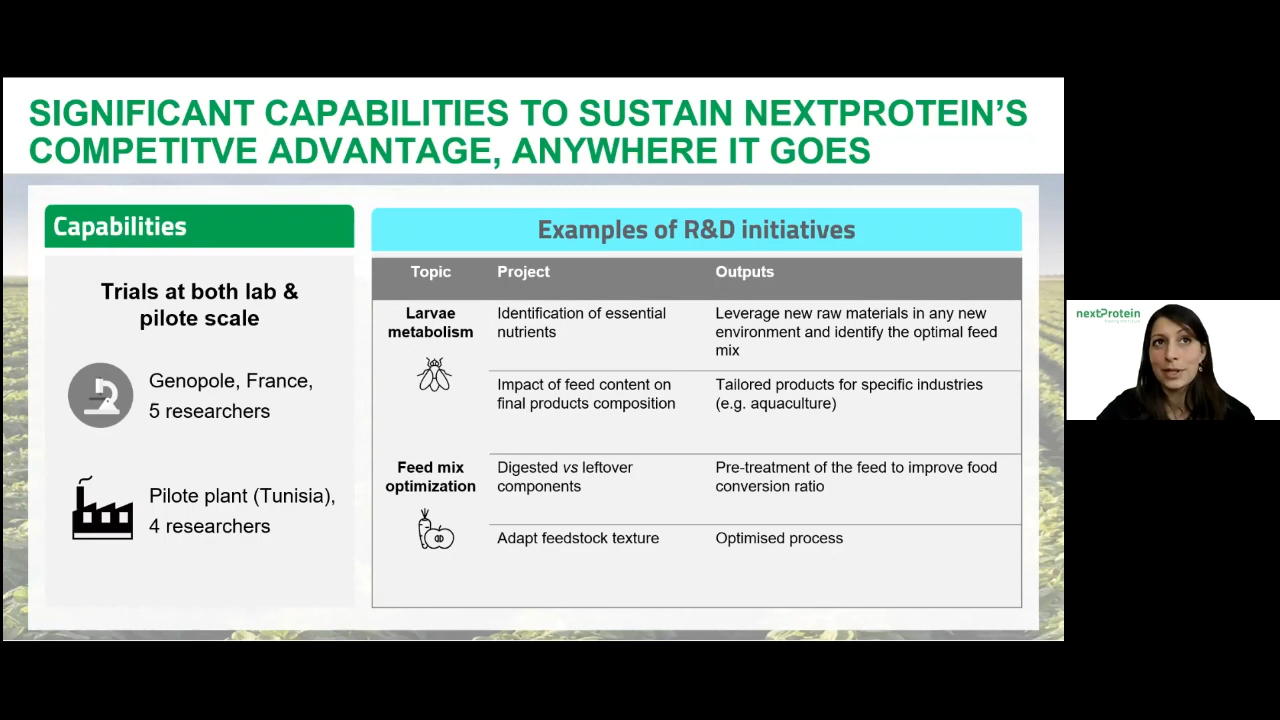 SIGNIFICANT CAPABILITIES TO SUSTAIN NEXTPROTEIN’S
COMPETITVE ADVANTAGE, ANYWHERE IT GOES
Capabilities
Trials at both lab &
pilote scale
Genopole, France,
5 researchers
Pilote plant (Tunisia),
4 researchers
Examples of R&D initiatives
Topic Project Outputs
Larvae
metabolism
Identification of essential
nutrients
Leverage new raw materials in any new
environment and identify the optimal feed
mix
Impact of feed content on
final products composition
Tailored products for specific industries
(e.g. aquaculture)
Feed mix
optimization
Digested vs leftover
components
Pre-treatment of the feed to improve food
conversion ratio
Adapt feedstock texture
Optimised process
nextProtein